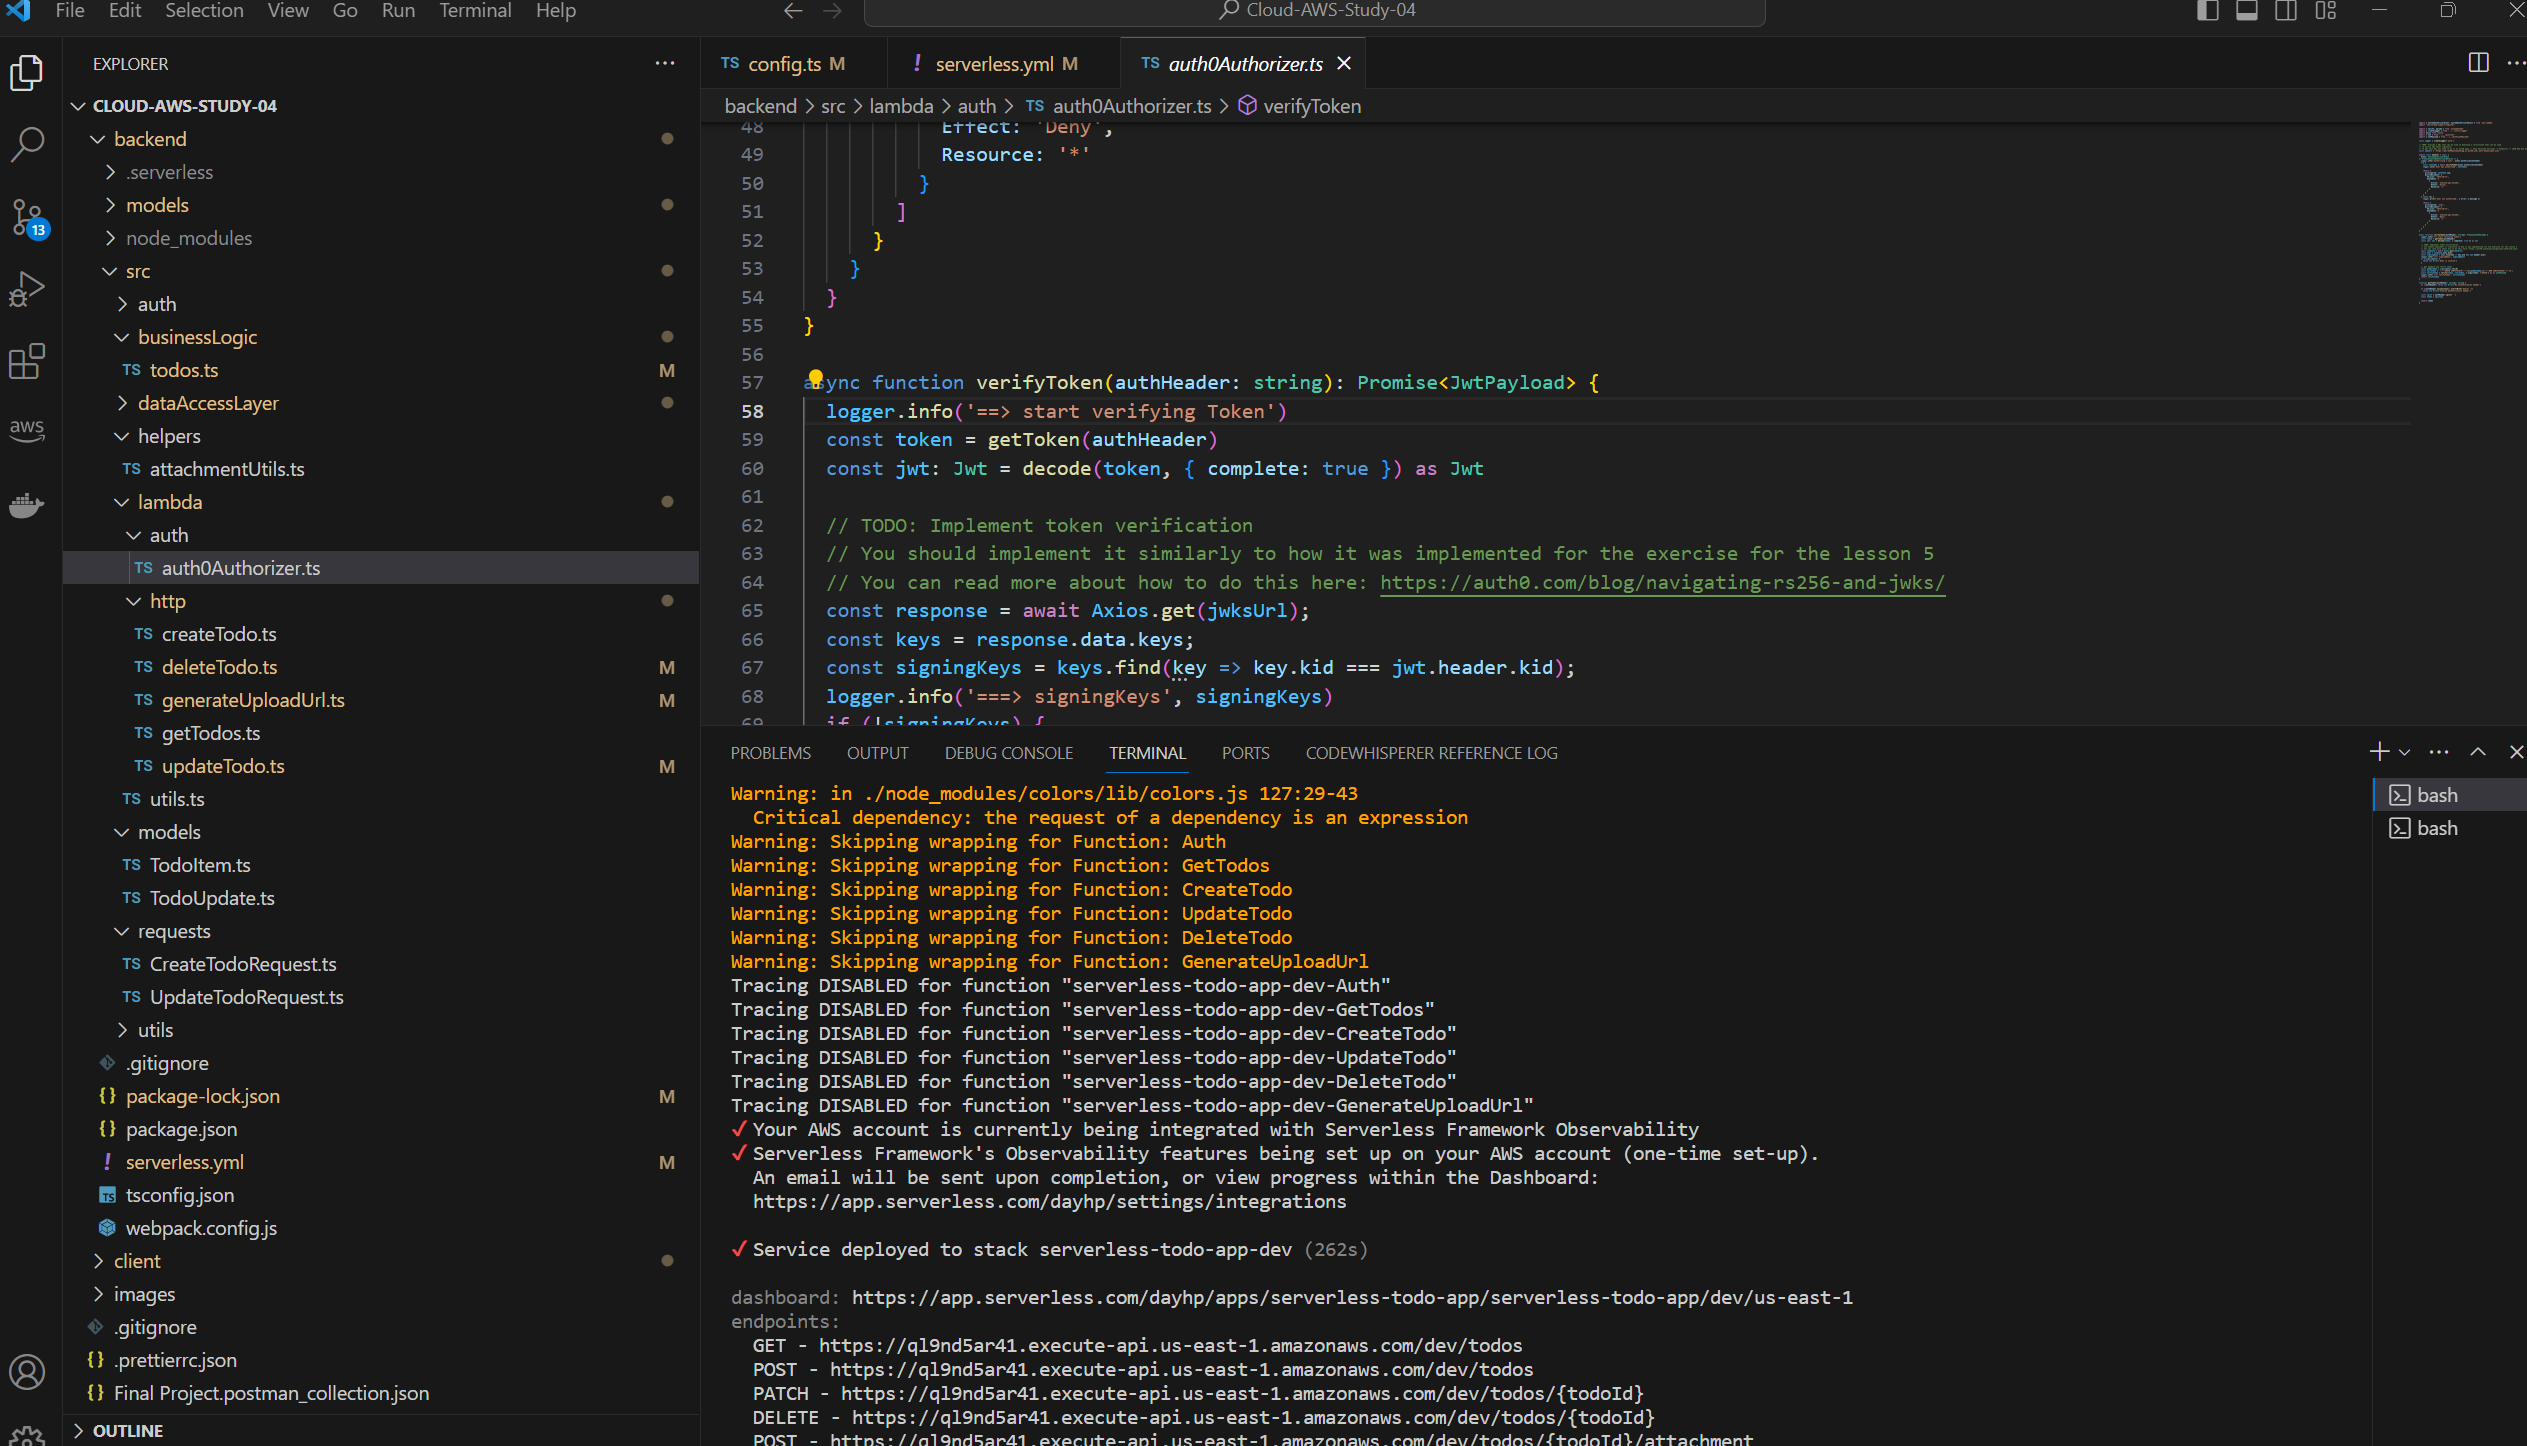 File Edit Selection View Go Run Terminal Help
Cloud-AWS-Study-04
EXPLORER
CLOUD-AWS-STUDY-04
backend
.serverless
models
node_modules
src
auth
businessLogic
TS todos.ts M
dataAccessLayer
helpers
TS attachmentUtils.ts
lambda
auth
TS auth0Authorizer.ts
http
TS createTodo.ts
TS deleteTodo.ts M
TS generateUploadUrl.ts M
TS getTodos.ts
TS updateTodo.ts M
TS utils.ts
models
TS TodoItem.ts
TS TodoUpdate.ts
requests
TS CreateTodoRequest.ts
TS UpdateTodoRequest.ts
utils
.gitignore
{} package-lock.json M
{} package.json
! serverless.yml M
TS tsconfig.json
webpack.config.js
client
images
.gitignore
{} .prettierrc.json
{} Final Project.postman_collection.json
OUTLINE
13
aws
TS config.ts M ! serverless.yml M TS auth0Authorizer.ts
backend > src > lambda > auth > TS auth0Authorizer.ts > verifyToken
48 Effect: 'Deny',
49 Resource: '*'
50 }
51 ]
52 }
53 }
54 }
55 }
56
57 async function verifyToken(authHeader: string): Promise<JwtPayload> {
58 logger.info('==> start verifying Token')
59 const token = getToken(authHeader)
60 const jwt: Jwt = decode(token, { complete: true }) as Jwt
61
62 // TODO: Implement token verification
63 // You should implement it similarly to how it was implemented for the exercise for the lesson 5
64 // You can read more about how to do this here: https://auth0.com/blog/navigating-rs256-and-jwks/
65 const response = await Axios.get(jwksUrl);
66 const keys = response.data.keys;
67 const signingKeys = keys.find(key => key.kid === jwt.header.kid);
68 logger.info('===> signingKeys', signingKeys)
69 if (!signingKeys) {
PROBLEMS OUTPUT DEBUG CONSOLE TERMINAL PORTS CODEWHISPERER REFERENCE LOG
bash
bash
Warning: in ./node_modules/colors/lib/colors.js 127:29-43
Critical dependency: the request of a dependency is an expression
Warning: Skipping wrapping for Function: Auth
Warning: Skipping wrapping for Function: GetTodos
Warning: Skipping wrapping for Function: CreateTodo
Warning: Skipping wrapping for Function: UpdateTodo
Warning: Skipping wrapping for Function: DeleteTodo
Warning: Skipping wrapping for Function: GenerateUploadUrl
Tracing DISABLED for function "serverless-todo-app-dev-Auth"
Tracing DISABLED for function "serverless-todo-app-dev-GetTodos"
Tracing DISABLED for function "serverless-todo-app-dev-CreateTodo"
Tracing DISABLED for function "serverless-todo-app-dev-UpdateTodo"
Tracing DISABLED for function "serverless-todo-app-dev-DeleteTodo"
Tracing DISABLED for function "serverless-todo-app-dev-GenerateUploadUrl"
✓ Your AWS account is currently being integrated with Serverless Framework Observability
✓ Serverless Framework's Observability features being set up on your AWS account (one-time set-up).
An email will be sent upon completion, or view progress within the Dashboard:
https://app.serverless.com/dayhp/settings/integrations
✓ Service deployed to stack serverless-todo-app-dev (262s)
dashboard: https://app.serverless.com/dayhp/apps/serverless-todo-app/serverless-todo-app/dev/us-east-1
endpoints:
GET - https://ql9nd5ar41.execute-api.us-east-1.amazonaws.com/dev/todos
POST - https://ql9nd5ar41.execute-api.us-east-1.amazonaws.com/dev/todos
PATCH - https://ql9nd5ar41.execute-api.us-east-1.amazonaws.com/dev/todos/{todoId}
DELETE - https://ql9nd5ar41.execute-api.us-east-1.amazonaws.com/dev/todos/{todoId}
POST - https://ql9nd5ar41.execute-api.us-east-1.amazonaws.com/dev/todos/{todoId}/attachment